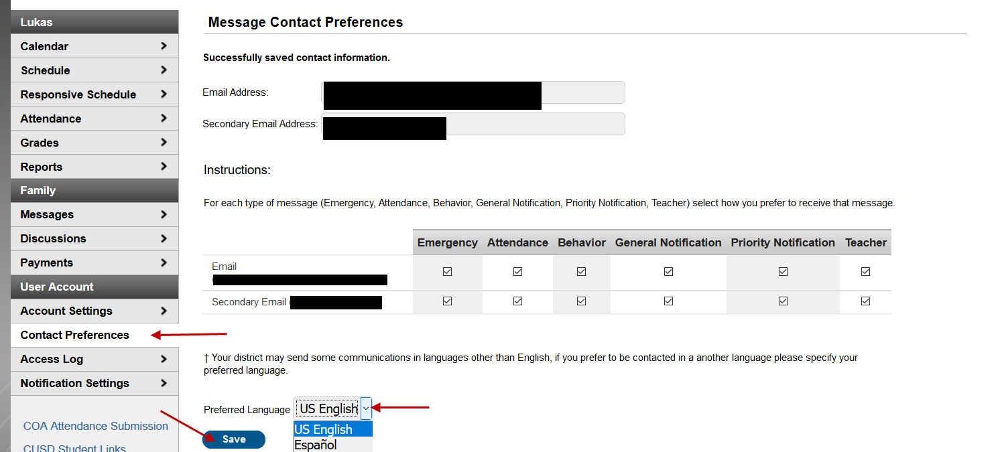 Lukas
Calendar
Schedule
Responsive Schedule
Attendance
Grades
Reports
Family
Messages
Discussions
Payments
User Account
Account Settings
Contact Preferences
Access Log
Notification Settings
COA Attendance Submission
CUSD Student Links
Message Contact Preferences
Successfully saved contact information.
Email Address:
Secondary Email Address:
Instructions:
For each type of message (Emergency, Attendance, Behavior, General Notification, Priority Notification, Teacher) select how you prefer to receive that message.
Emergency Attendance Behavior General Notification Priority Notification Teacher
Email
Secondary Email
† Your district may send some communications in languages other than English, if you prefer to be contacted in a another language please specify your
preferred language.
Preferred Language US English
US English
Español
Save